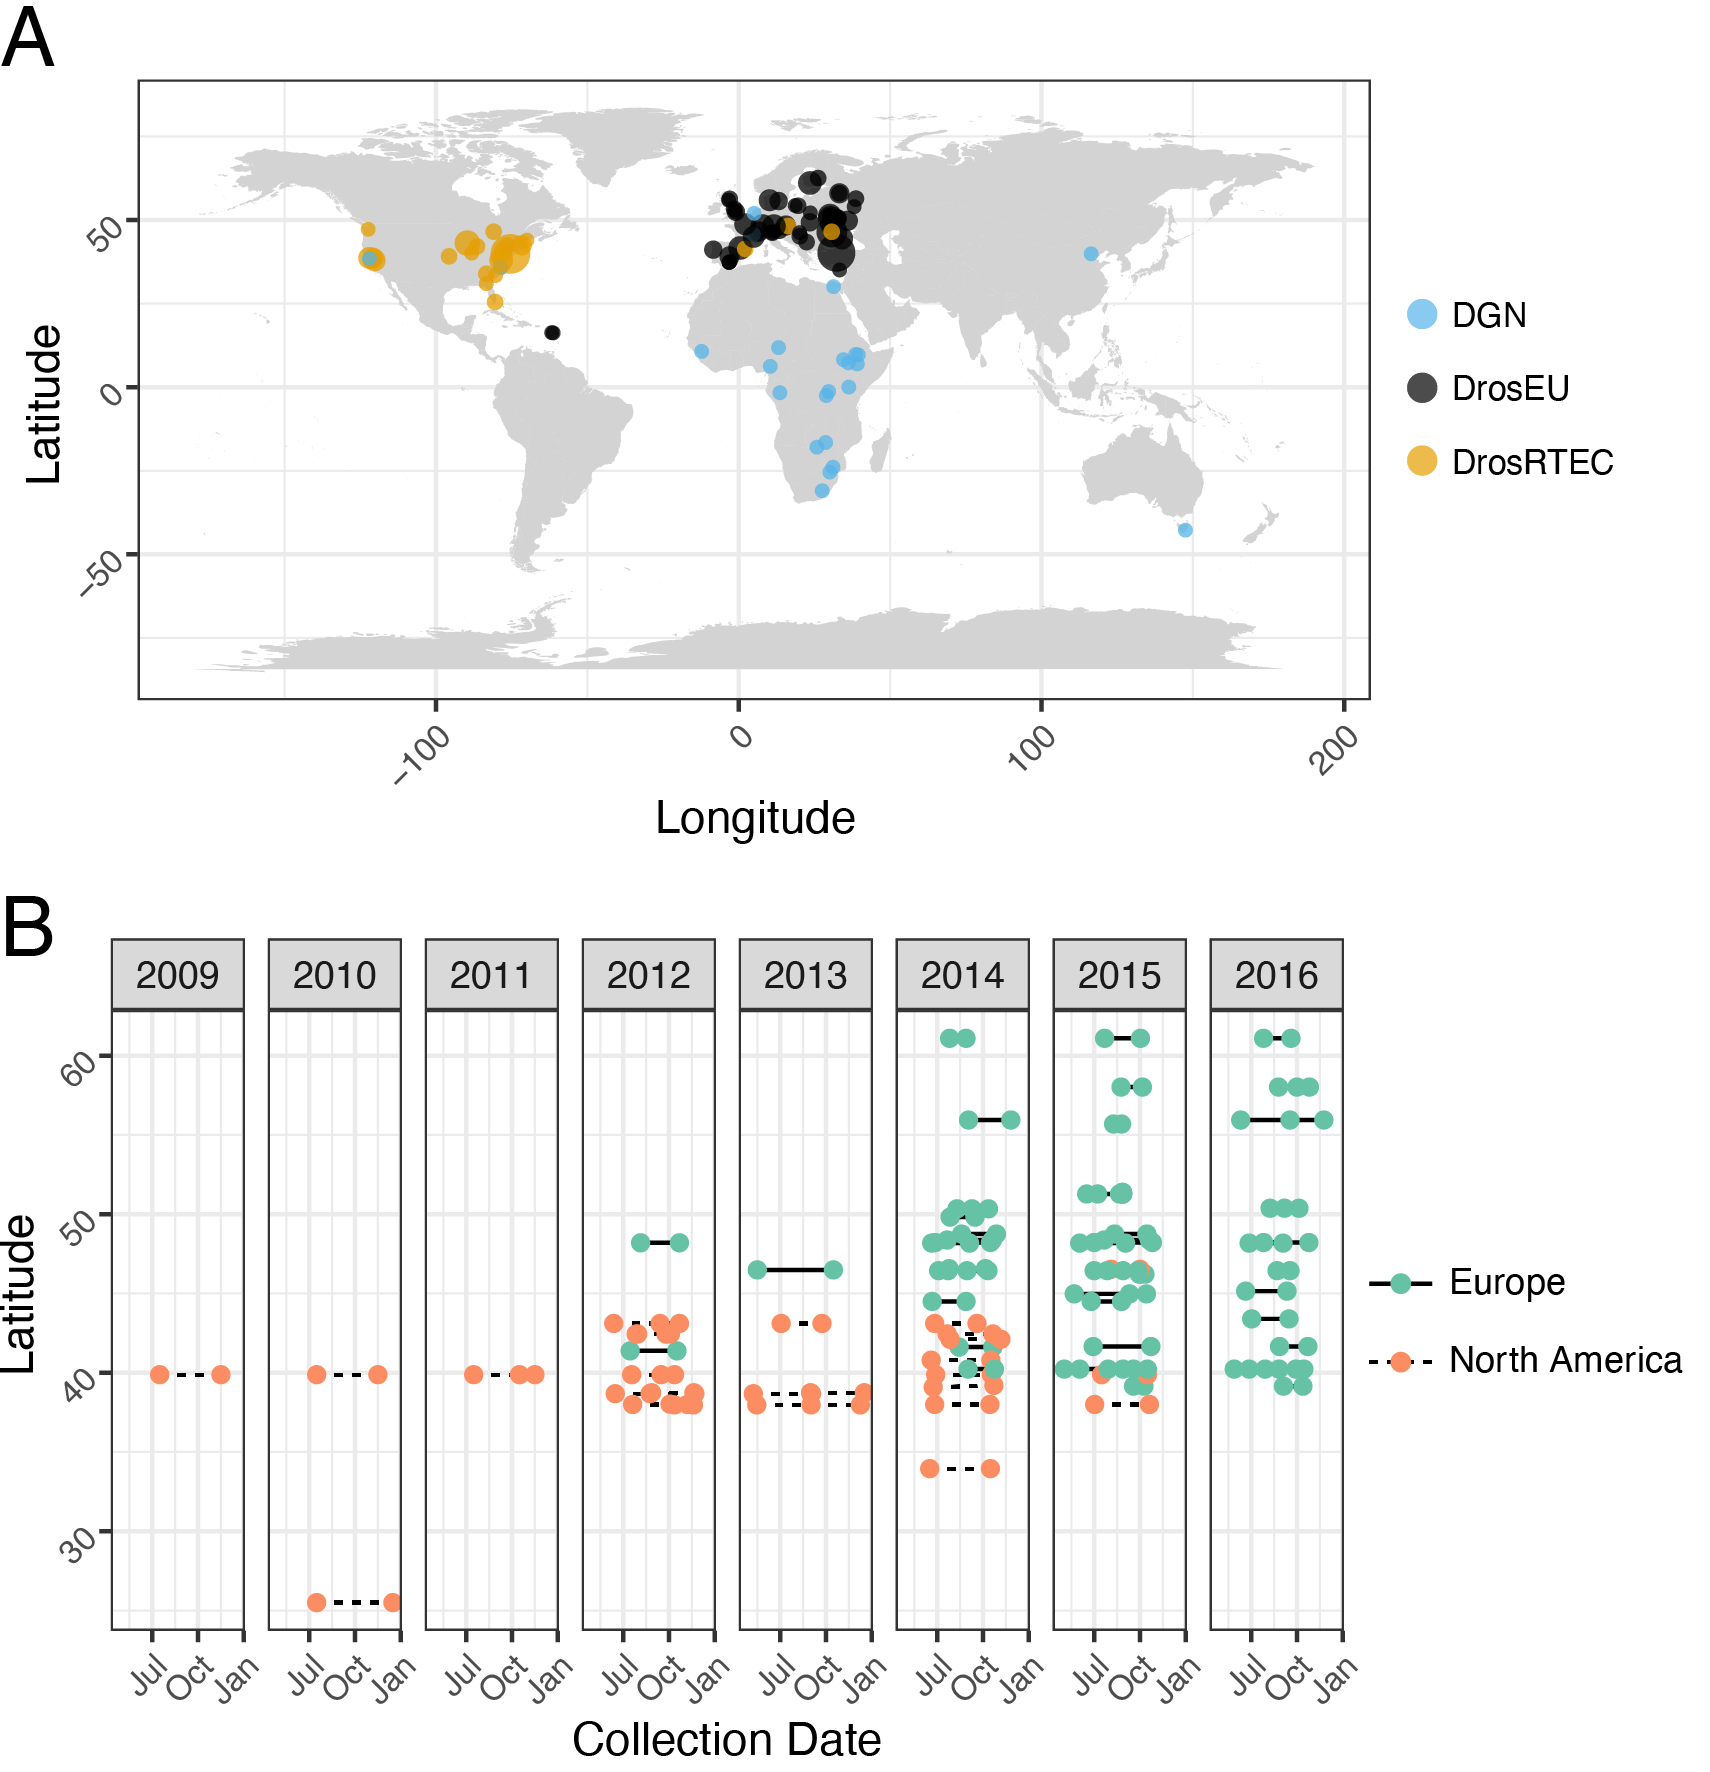 A
50
0
−50
Latitude
−100
0
100
200
Longitude
DGN
DrosEU
DrosRTEC
B
2009 2010 2011 2012 2013 2014 2015 2016
60
50
40
30
Latitude
Jul Oct Jan Jul Oct Jan Jul Oct Jan Jul Oct Jan Jul Oct Jan Jul Oct Jan Jul Oct Jan Jul Oct Jan
Collection Date
Europe
North America